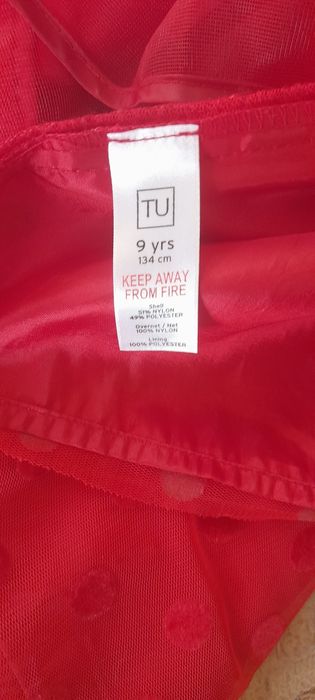 TU
9 yrs
134 cm
KEEP AWAY
FROM FIRE
Shell
51% NYLON
49% POLYESTER
Overnet / Net
100% NYLON
Lining
100% POLYESTER